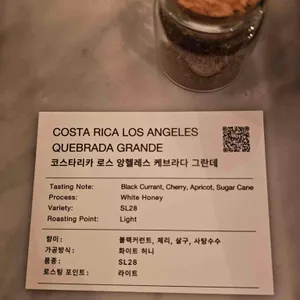 COSTA RICA LOS ANGELES
QUEBRADA GRANDE
코스타리카 로스 앙헬레스 케브라다 그란데
Tasting Note: Black Currant, Cherry, Apricot, Sugar Cane
Process: White Honey
Variety: SL28
Roasting Point: Light
향미: 블랙커런트, 체리, 살구, 사탕수수
가공방식: 화이트 허니
품종: SL28
로스팅 포인트: 라이트